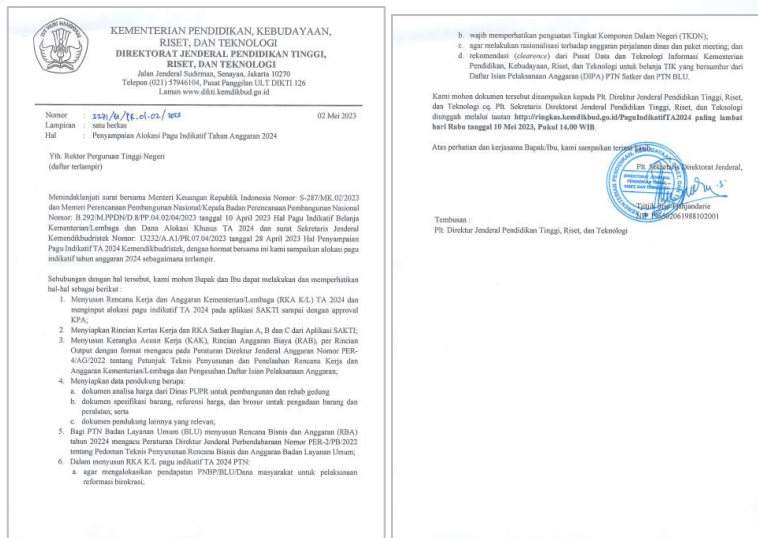 KEMENTERIAN PENDIDIKAN, KEBUDAYAAN,
RISET, DAN TEKNOLOGI
DIREKTORAT JENDERAL PENDIDIKAN TINGGI,
RISET, DAN TEKNOLOGI
Jalan Jenderal Sudirman, Senayan, Jakarta 10270
Telepon (021) 57946104, Pusat Panggilan ULT DIKTI 126
Laman www.dikti.kemdikbud.go.id
Nomor : 3271/E1/PR.01.02/2023 02 Mei 2023
Lampiran : satu berkas
Hal : Penyampaian Alokasi Pagu Indikatif Tahun Anggaran 2024
Yth. Rektor Perguruan Tinggi Negeri
(daftar terlampir)
Menindaklanjuti surat bersama Menteri Keuangan Republik Indonesia Nomor: S-287/MK.02/2023
dan Menteri Perencanaan Pembangunan Nasional/Kepala Badan Perencanaan Pembangunan Nasional
Nomor: B.292/M.PPDN/D.8/PP.04.02/04/2023 tanggal 10 April 2023 Hal Pagu Indikatif Belanja
Kementerian/Lembaga dan Dana Alokasi Khusus TA 2024 dan surat Sekretaris Jenderal
Kemendikbudristek Nomor: 13232/A.A1/PR.07.04/2023 tanggal 28 April 2023 Hal Penyampaian
Pagu Indikatif TA 2024 Kemendikbudristek, dengan hormat bersama ini kami sampaikan alokasi pagu
indikatif tahun anggaran 2024 sebagaimana terlampir.
Sehubungan dengan hal tersebut, kami mohon Bapak dan Ibu dapat melakukan dan memperhatikan
hal-hal sebagai berikut :
1. Menyusun Rencana Kerja dan Anggaran Kementerian/Lembaga (RKA K/L) TA 2024 dan
menginput alokasi pagu indikatif TA 2024 pada aplikasi SAKTI sampai dengan approval
KPA;
2. Menyiapkan Rincian Kertas Kerja dan RKA Satker Bagian A, B dan C dari Aplikasi SAKTI;
3. Menyusun Kerangka Acuan Kerja (KAK), Rincian Anggaran Biaya (RAB), per Rincian
Output dengan format mengacu pada Peraturan Direktur Jenderal Anggaran Nomor PER-
4/AG/2022 tentang Petunjuk Teknis Penyusunan dan Penelaahan Rencana Kerja dan
Anggaran Kementerian/Lembaga dan Pengesahan Daftar Isian Pelaksanaan Anggaran;
4. Menyiapkan data pendukung berupa:
a. dokumen analisa harga dari Dinas PUPR untuk pembangunan dan rehab gedung
b. dokumen spesifikasi barang, referensi harga, dan brosur untuk pengadaan barang dan
peralatan; serta
c. dokumen pendukung lainnya yang relevan;
5. Bagi PTN Badan Layanan Umum (BLU) menyusun Rencana Bisnis dan Anggaran (RBA)
tahun 20224 mengacu Peraturan Direktur Jenderal Perbendaharaan Nomor PER-2/PB/2022
tentang Pedoman Teknis Penyusunan Rencana Bisnis dan Anggaran Badan Layanan Umum;
6. Dalam menyusun RKA K/L pagu indikatif TA 2024 PTN:
a. agar mengalokasikan pendapatan PNBP/BLU/Dana masyarakat untuk pelaksanaan
reformasi birokrasi;
b. wajib memperhatikan penguatan Tingkat Komponen Dalam Negeri (TKDN);
c. agar melakukan rasionalisasi terhadap anggaran perjalanan dinas dan paket meeting; dan
d. rekomendasi (clearance) dari Pusat Data dan Teknologi Informasi Kementerian
Pendidikan, Kebudayaan, Riset, dan Teknologi untuk belanja TIK yang bersumber dari
Daftar Isian Pelaksanaan Anggaran (DIPA) PTN Satker dan PTN BLU.
Kami mohon dokumen tersebut disampaikan kepada Plt. Direktur Jenderal Pendidikan Tinggi, Riset,
dan Teknologi cq. Plt. Sekretaris Direktorat Jenderal Pendidikan Tinggi, Riset, dan Teknologi
diunggah melalui tautan http://ringkas.kemdikbud.go.id/PaguIndikatifTA2024 paling lambat
hari Rabu tanggal 10 Mei 2023, Pukul 14.00 WIB.
Atas perhatian dan kerjasama Bapak/Ibu, kami sampaikan terima kasih.
Plt. Sekretaris Direktorat Jenderal,
DIREKTORAT JENDERAL
PENDIDIKAN TINGGI,
RISET, DAN TEKNOLOGI
Tjitjik
NIP 196502061988102001
Tembusan :
Plt. Direktur Jenderal Pendidikan Tinggi, Riset, dan Teknologi